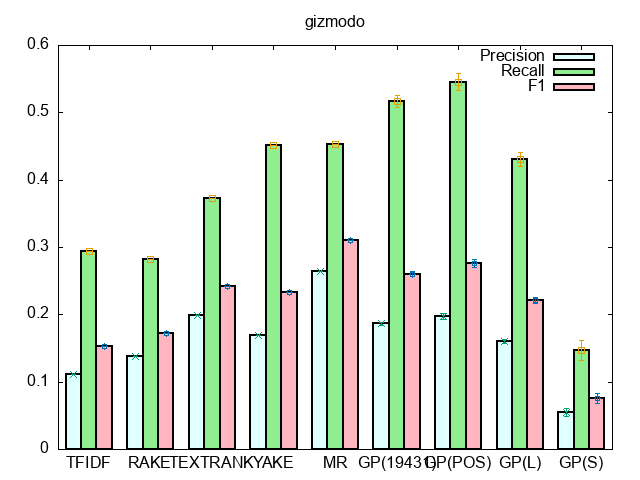 gizmodo
Precision
Recall
F1
0.6
0.5
0.4
0.3
0.2
0.1
0
TFIDF RAKE TEXTRANK YAKE MR GP(19431) GP(POS) GP(L) GP(S)